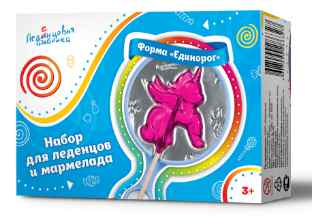 Леденцовая
фабрика
Форма «Единорог»
Набор
для леденцов
и мармелада
3+